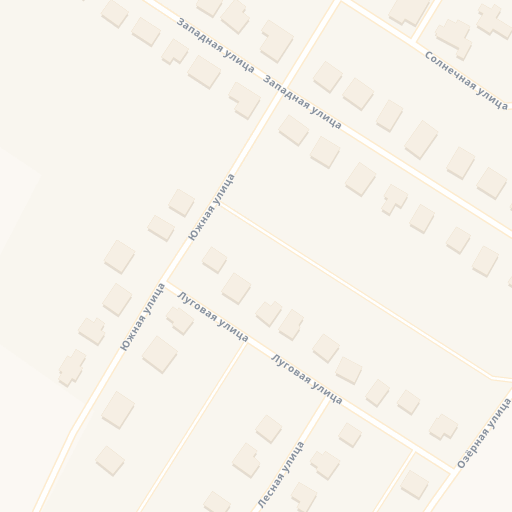 Западная улица
Западная улица
Солнечная улица
Южная улица
Южная улица
Луговая улица
Луговая улица
Озёрная улица
Лесная улица